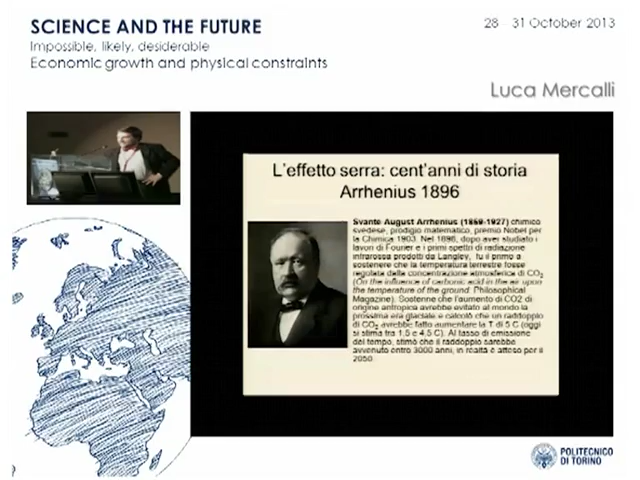 SCIENCE AND THE FUTURE
28 - 31 October 2013
Impossible, likely, desiderable
Economic growth and physical constraints
Luca Mercalli
L'effetto serra: cent'anni di storia
Arrhenius 1896
Svante August Arrhenius (1859-1927) chimico
svedese, prodigio matematico, premio Nobel per
la Chimica 1903. Nel 1896, dopo aver studiato i
lavori di Fourier e i primi spetti di radiazione
infrarossa prodotti da Langley, fu il primo a
sostenere che la temperatura terrestre fosse
regolata dalla concentrazione atmosferica di CO2
(On the influence of carbonic acid in the air upon
the temperature of the ground. Philosophical
Magazine). Sostenne che l'aumento di CO2 di
origine antropica avrebbe evitato al mondo la
prossima era glaciale e calcolò che un raddoppio
di CO2 avrebbe fatto aumentare la T di 5 C (oggi
si stima fra 1.5 e 4.5 C). Al tasso di emissione
del tempo, stimò che il raddoppio sarebbe
avvenuto entro 3000 anni, in realtà è atteso per il
2050.
POLITECNICO
DI TORINO